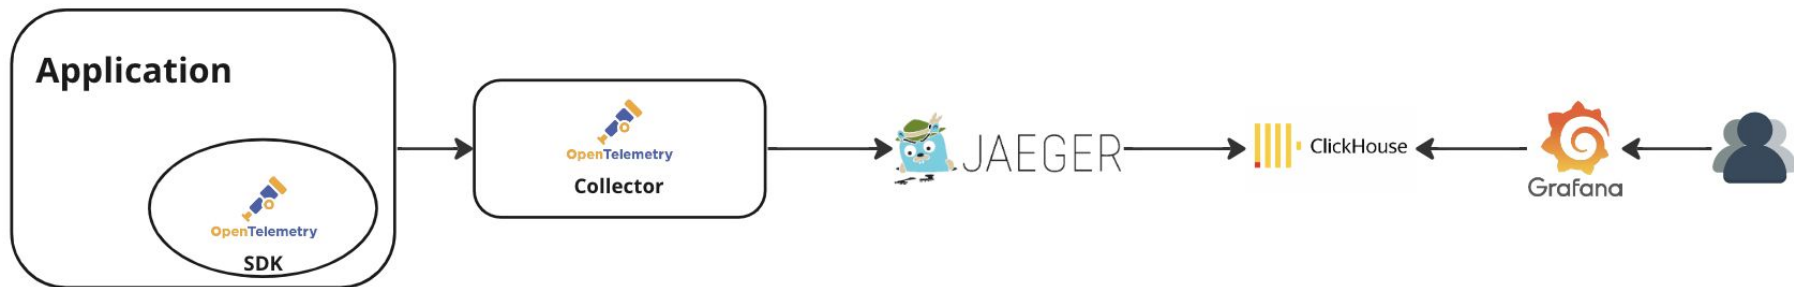 Application
OpenTelemetry
SDK
OpenTelemetry
Collector
JAEGER
ClickHouse
Grafana